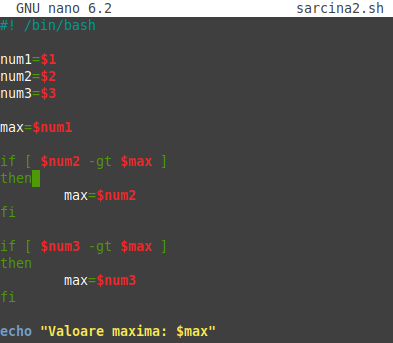 GNU nano 6.2 sarcina2.sh
#! /bin/bash
num1=$1
num2=$2
num3=$3
max=$num1
if [ $num2 -gt $max ]
then
max=$num2
fi
if [ $num3 -gt $max ]
then
max=$num3
fi
echo "Valoare maxima: $max"